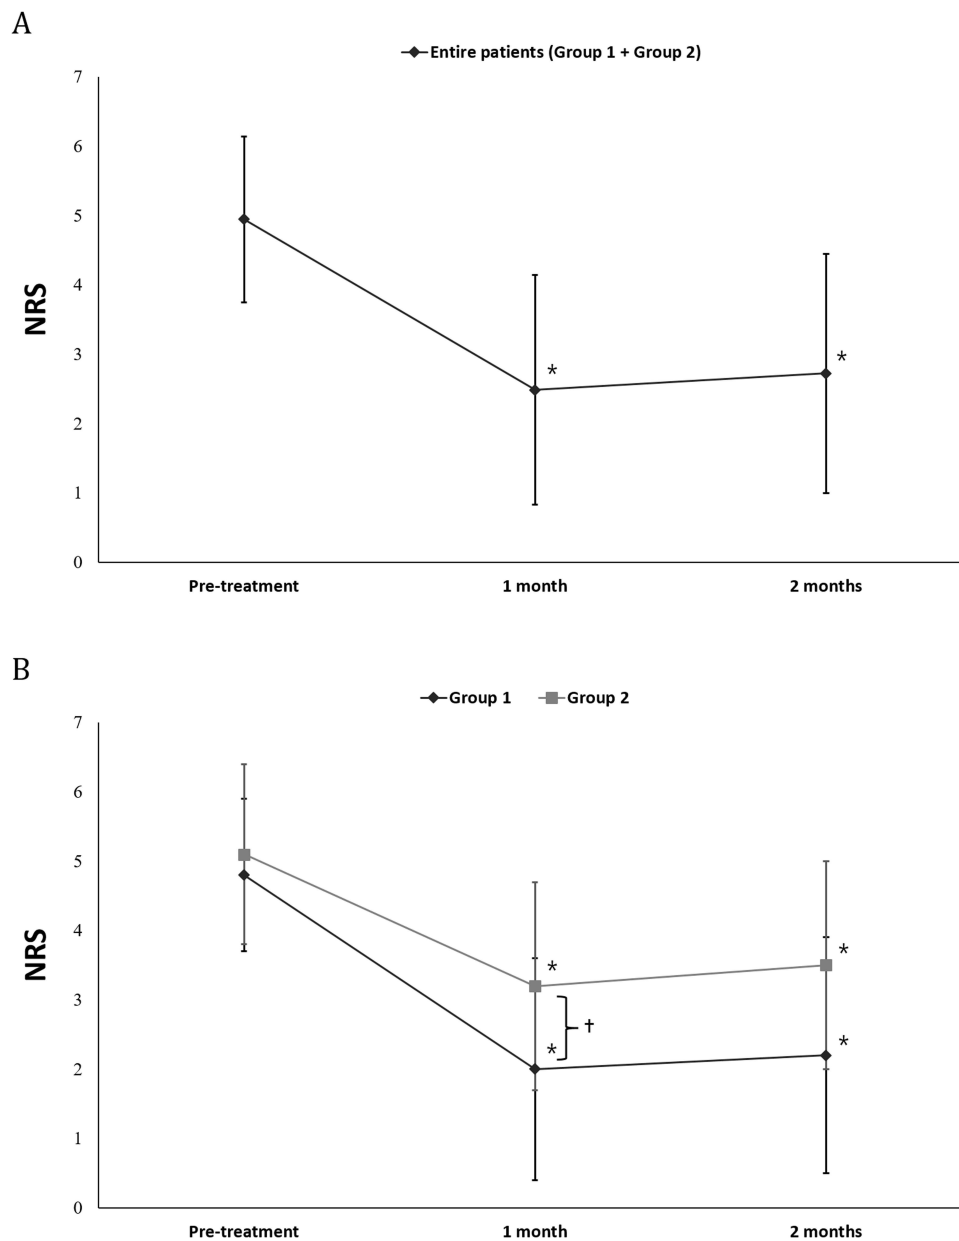 A
Entire patients (Group 1 + Group 2)
7
6
5
4
3
2
1
0
NRS
*
*
Pre-treatment 1 month 2 months
B
Group 1 Group 2
7
6
5
4
3
2
1
0
NRS
*
*
†
*
*
Pre-treatment 1 month 2 months